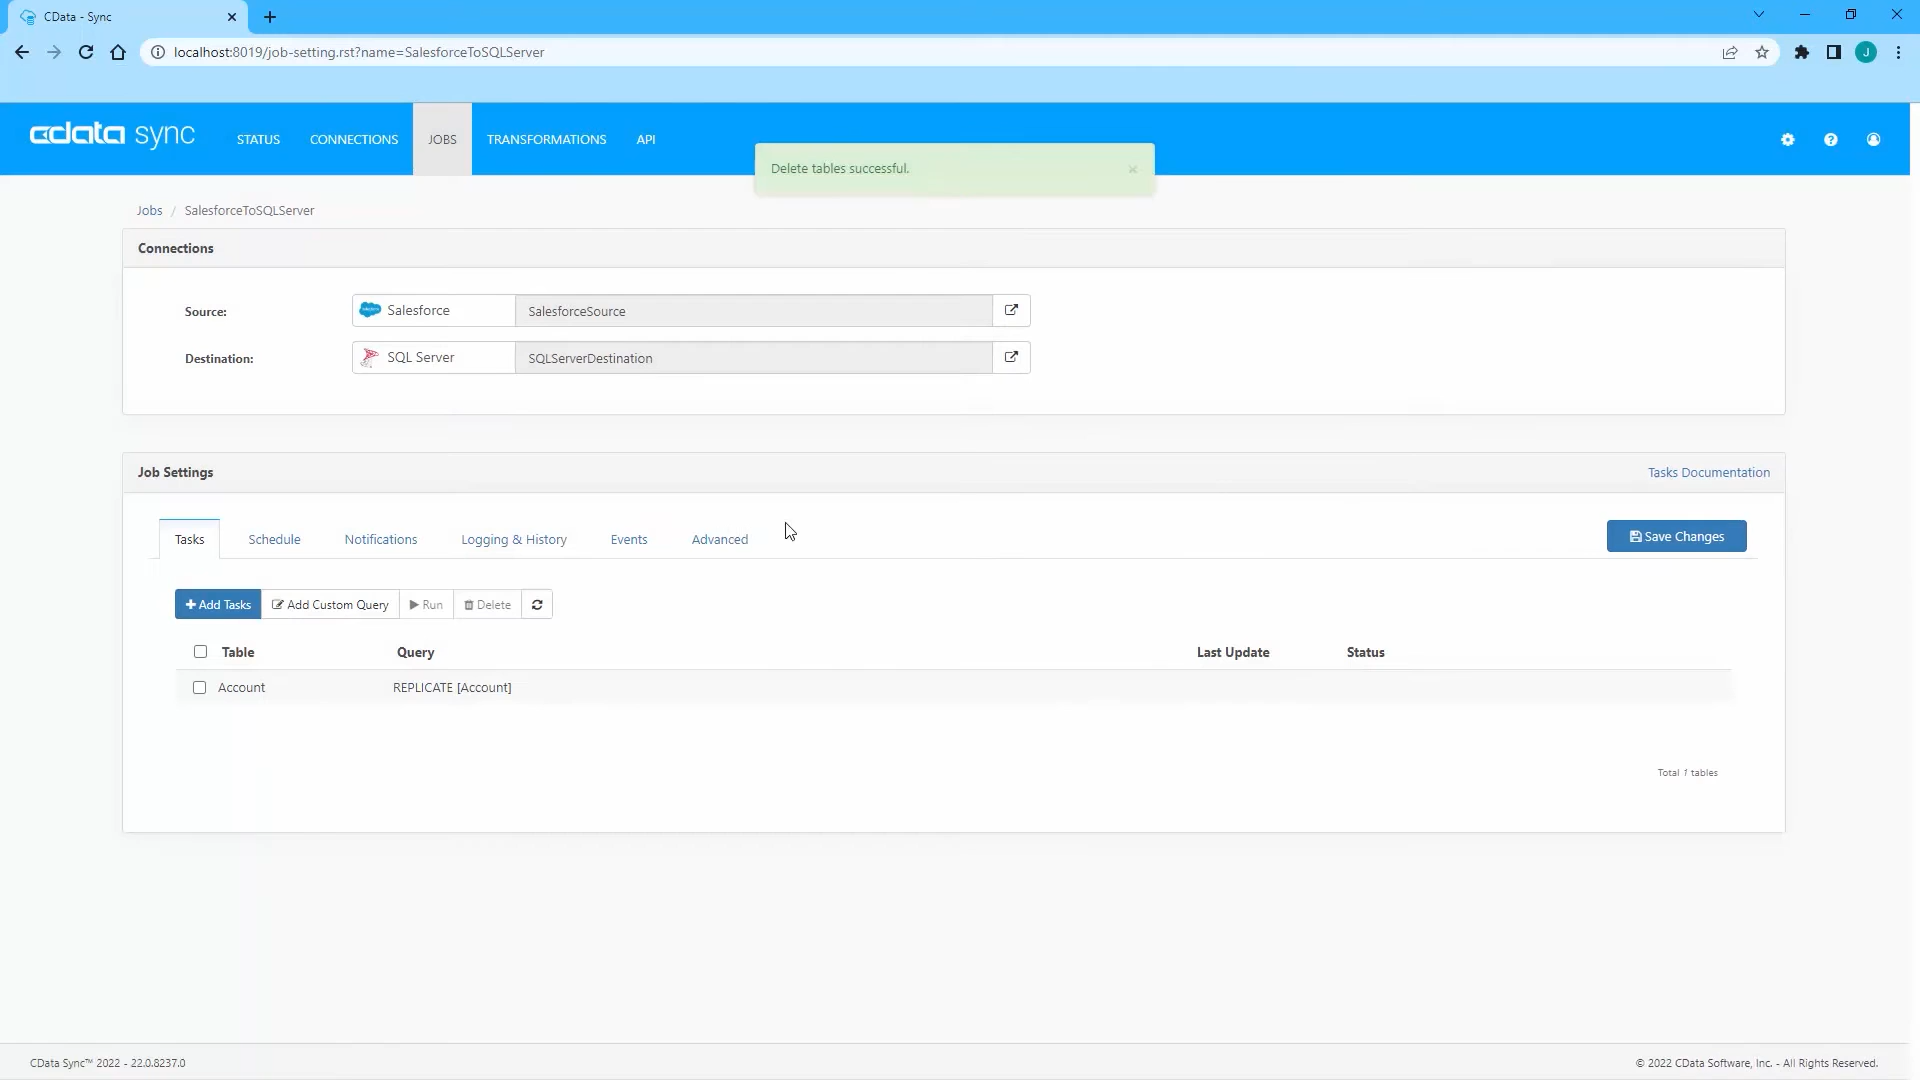 CData - Sync
localhost:8019/job-setting.rst?name=SalesforceToSQLServer
J
cdata sync
STATUS
CONNECTIONS
JOBS
TRANSFORMATIONS
API
Delete tables successful.
Jobs / SalesforceToSQLServer
Connections
Source:
Salesforce
SalesforceSource
Destination:
SQL Server
SQLServerDestination
Job Settings
Tasks Documentation
Tasks
Schedule
Notifications
Logging & History
Events
Advanced
Save Changes
Add Tasks
Add Custom Query
Run
Delete
Table
Query
Last Update
Status
Account
REPLICATE [Account]
Total 1 tables
CData Sync™ 2022 - 22.0.8237.0
© 2022 CData Software, Inc. - All Rights Reserved.